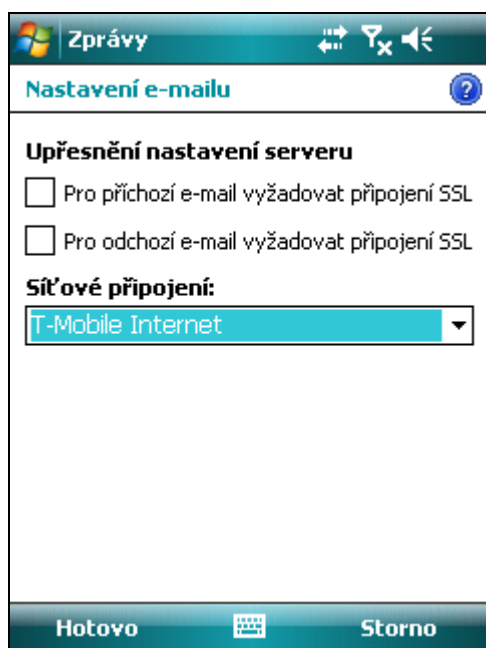 Zprávy
Nastavení e-mailu
Upřesnění nastavení serveru
Pro příchozí e-mail vyžadovat připojení SSL
Pro odchozí e-mail vyžadovat připojení SSL
Síťové připojení:
T-Mobile Internet
Hotovo Storno